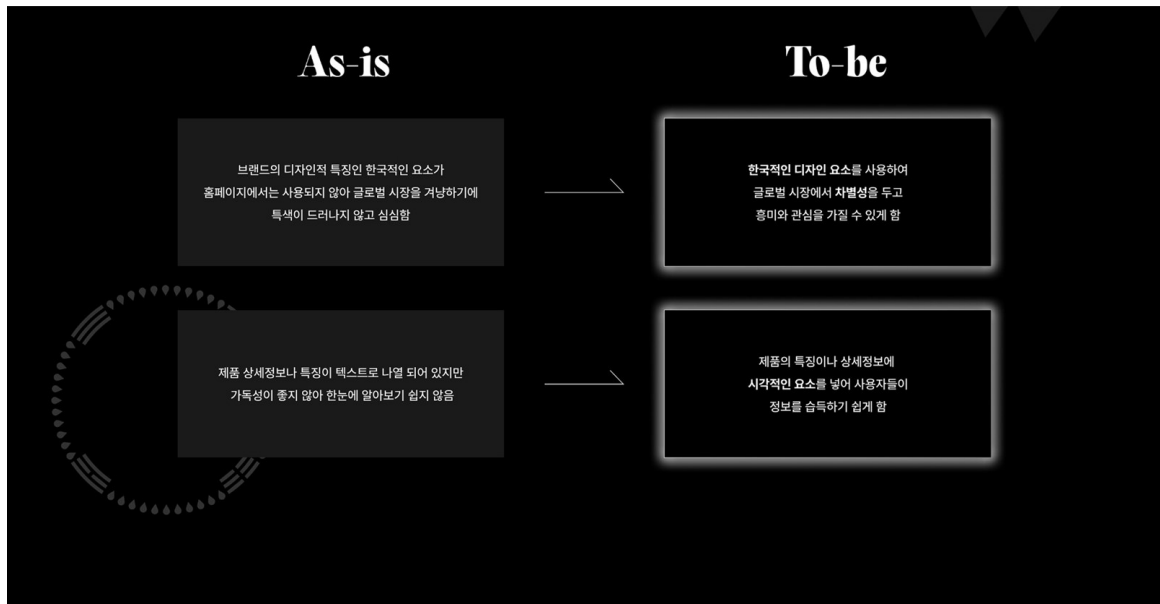 As-is
To-be
브랜드의 디자인적 특징인 한국적인 요소가
홈페이지에서는 사용되지 않아 글로벌 시장을 겨냥하기에
특색이 드러나지 않고 심심함
한국적인 디자인 요소를 사용하여
글로벌 시장에서 차별성을 두고
흥미와 관심을 가질 수 있게 함
제품 상세정보나 특징이 텍스트로 나열 되어 있지만
가독성이 좋지 않아 한눈에 알아보기 쉽지 않음
제품의 특징이나 상세정보에
시각적인 요소를 넣어 사용자들이
정보를 습득하기 쉽게 함